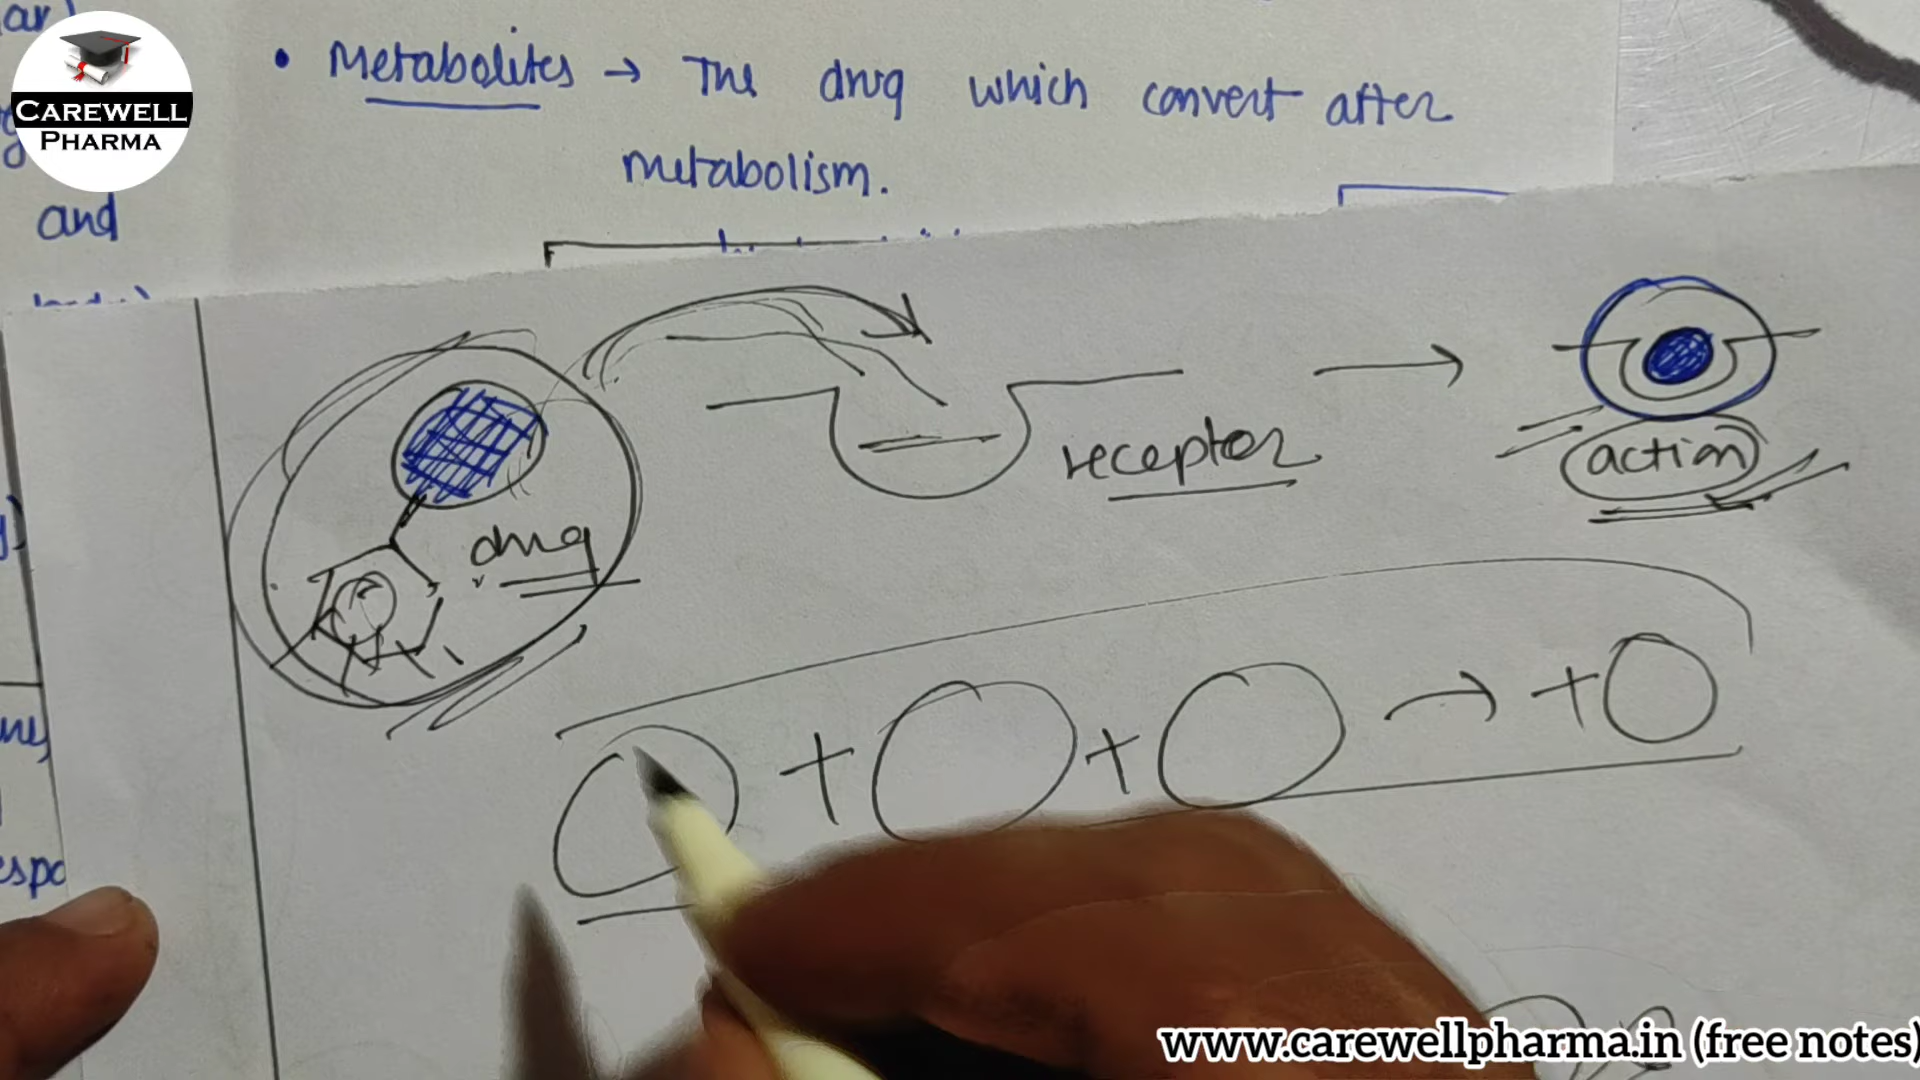 CAREWELL
PHARMA
• Metabolites → The drug which convert after
metabolism.
and
drug
receptor
action
+ + → +
www.carewellpharma.in (free notes)